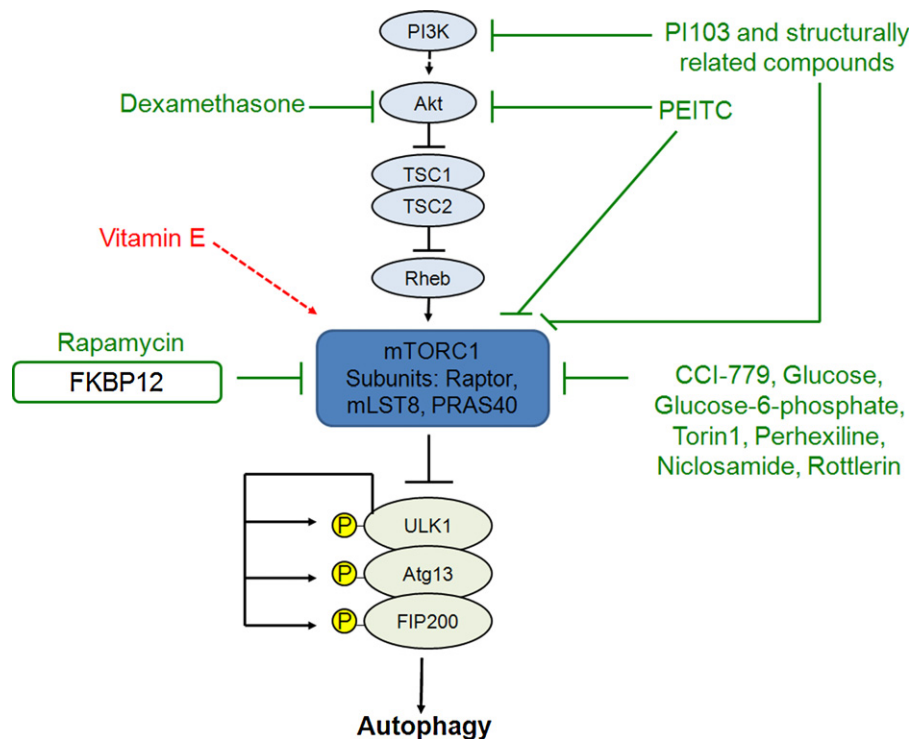 PI3K
PI103 and structurally
related compounds
Dexamethasone
Akt
PEITC
TSC1
TSC2
Vitamin E
Rheb
Rapamycin
FKBP12
mTORC1
Subunits: Raptor,
mLST8, PRAS40
CCI-779, Glucose,
Glucose-6-phosphate,
Torin1, Perhexiline,
Niclosamide, Rottlerin
P
ULK1
P
Atg13
P
FIP200
Autophagy